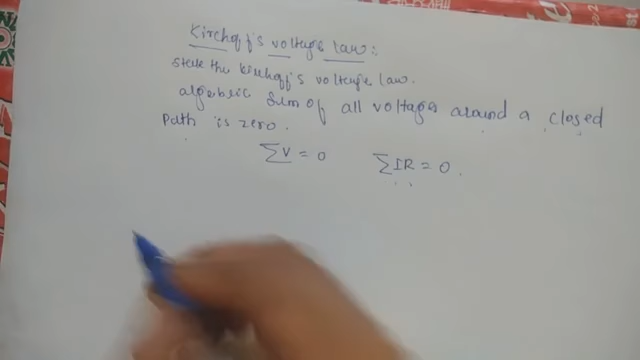 Kirchoff's voltage law:
state the kirchoff's voltage law.
algebric sum of all voltages around a closed
path is zero.
∑V = 0 ∑IR = 0.